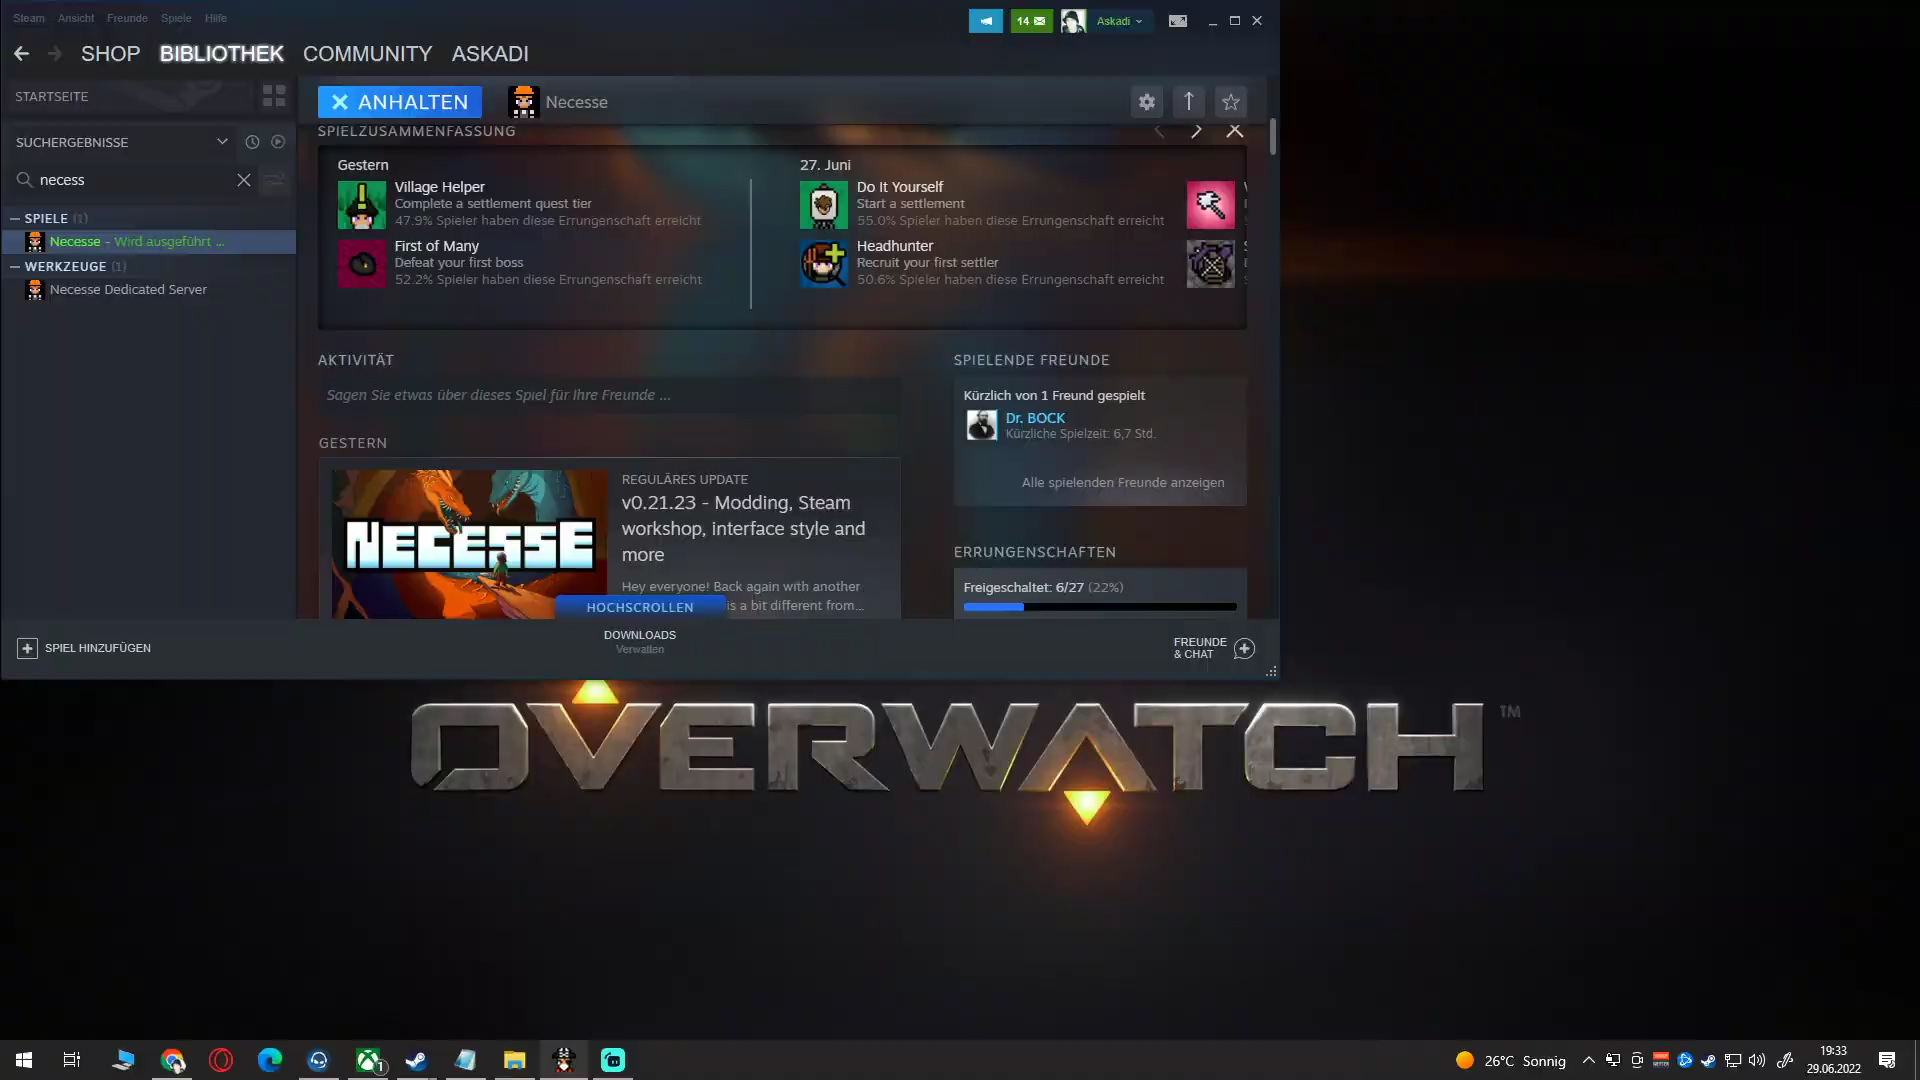 Steam Ansicht Freunde Spiele Hilfe
14
Askadi
SHOP BIBLIOTHEK COMMUNITY ASKADI
STARTSEITE
SUCHERGEBNISSE
necess
— SPIELE (1)
Necesse - Wird ausgeführt ...
— WERKZEUGE (1)
Necesse Dedicated Server
ANHALTEN
Necesse
SPIELZUSAMMENFASSUNG
Gestern
Village Helper
Complete a settlement quest tier
47.9% Spieler haben diese Errungenschaft erreicht
First of Many
Defeat your first boss
52.2% Spieler haben diese Errungenschaft erreicht
27. Juni
Do It Yourself
Start a settlement
55.0% Spieler haben diese Errungenschaft erreicht
Headhunter
Recruit your first settler
50.6% Spieler haben diese Errungenschaft erreicht
AKTIVITÄT
Sagen Sie etwas über dieses Spiel für Ihre Freunde ...
GESTERN
NECESSE
REGULÄRES UPDATE
v0.21.23 - Modding, Steam
workshop, interface style and
more
Hey everyone! Back again with another
is a bit different from...
HOCHSCROLLEN
SPIELENDE FREUNDE
Kürzlich von 1 Freund gespielt
Dr. BOCK
Kürzliche Spielzeit: 6,7 Std.
Alle spielenden Freunde anzeigen
ERRUNGENSCHAFTEN
Freigeschaltet: 6/27 (22%)
SPIEL HINZUFÜGEN
DOWNLOADS
Verwalten
FREUNDE
& CHAT
OVERWATCH TM
1
26°C Sonnig
19:33
29.06.2022